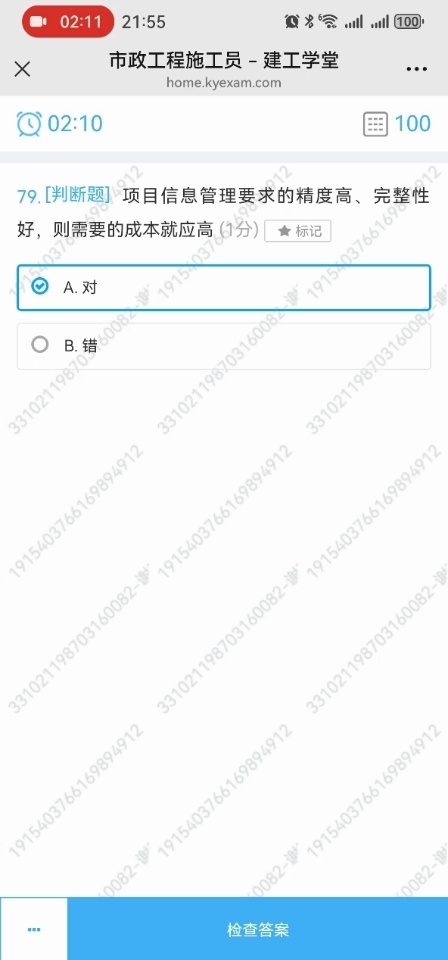 02:11 21:55 6 100
市政工程施工员 – 建工学堂
home.kyexam.com
02:10 100
79.[判断题] 项目信息管理要求的精度高、完整性
好，则需要的成本就应高 (1分) ★ 标记
A. 对
B. 错
1915403766169894912
331021198703160082-谢
检查答案